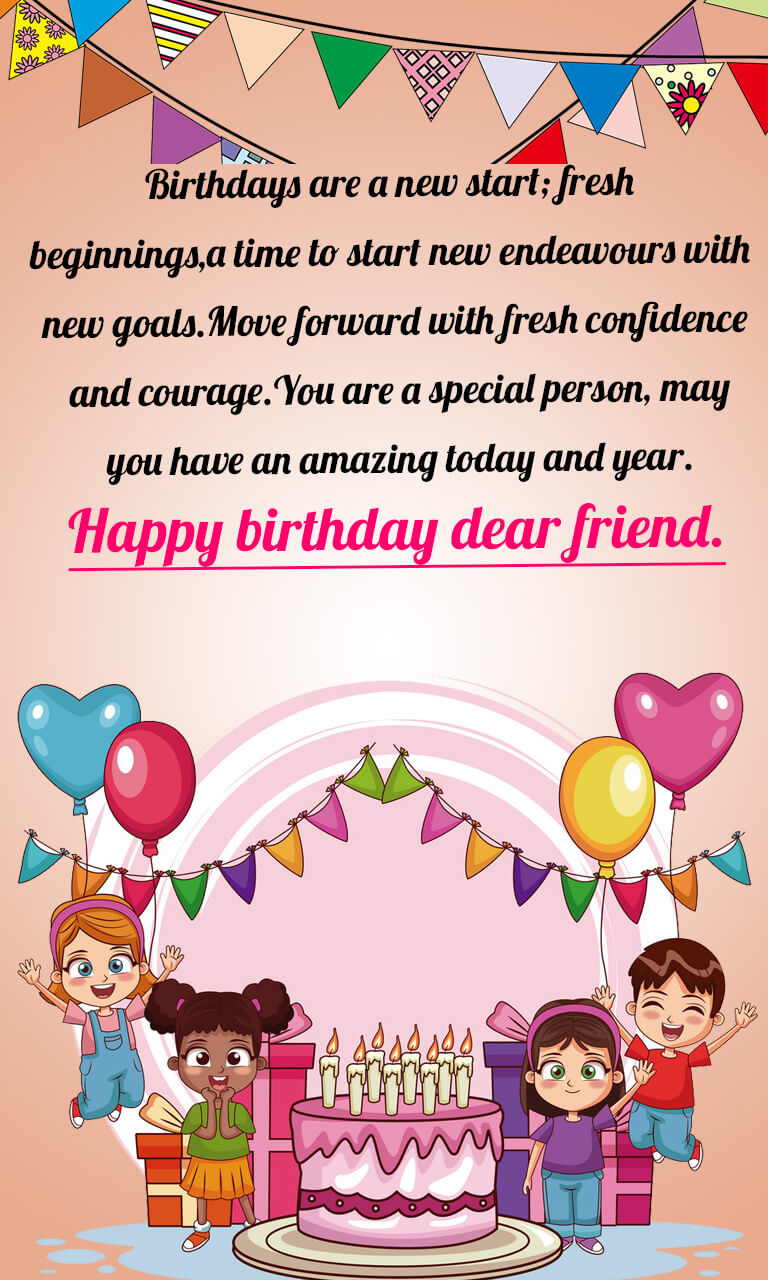 Birthdays are a new start; fresh
beginnings,a time to start new endeavours with
new goals.Move forward with fresh confidence
and courage.You are a special person, may
you have an amazing today and year.
Happy birthday dear friend.